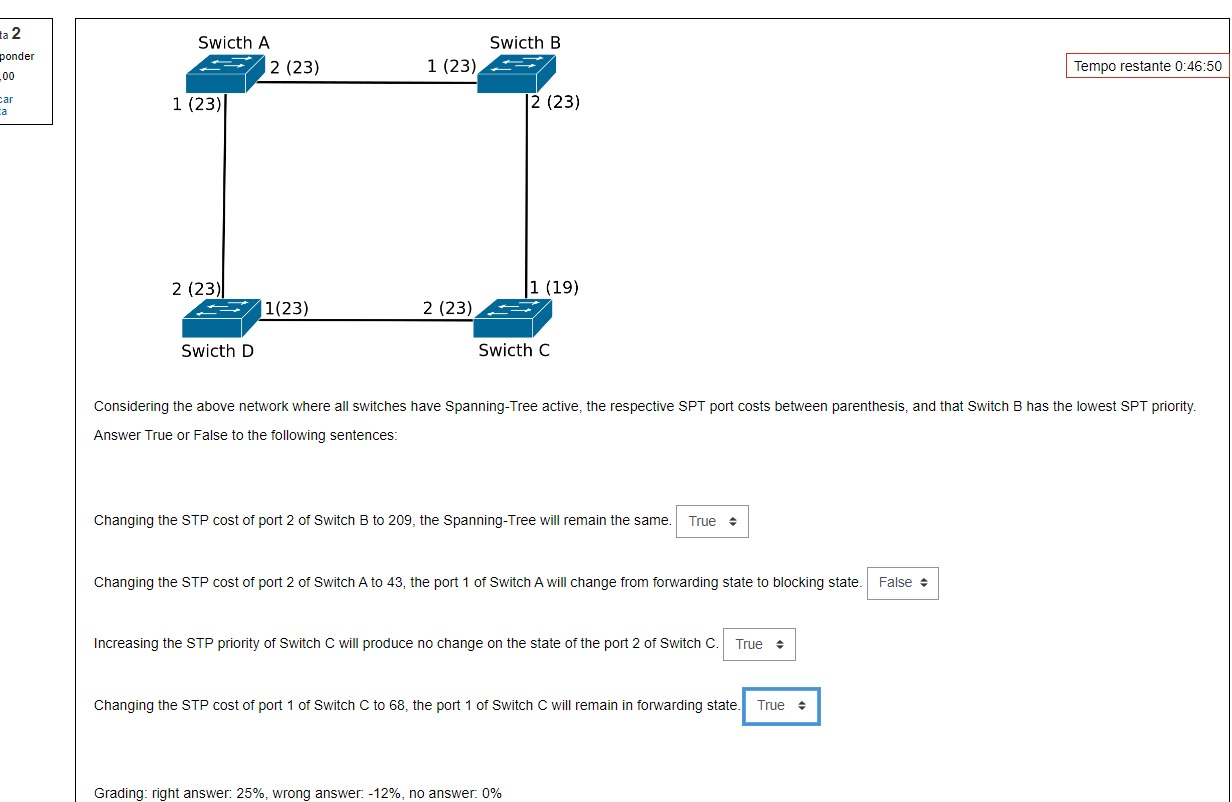 ta 2
ponder
,00
car
ta
Swicth A
Swicth B
2 (23)
1 (23)
Tempo restante 0:46:50
1 (23)
2 (23)
2 (23)
1 (19)
1(23)
2 (23)
Swicth D
Swicth C
Considering the above network where all switches have Spanning-Tree active, the respective SPT port costs between parenthesis, and that Switch B has the lowest SPT priority.
Answer True or False to the following sentences:
Changing the STP cost of port 2 of Switch B to 209, the Spanning-Tree will remain the same. True
Changing the STP cost of port 2 of Switch A to 43, the port 1 of Switch A will change from forwarding state to blocking state. False
Increasing the STP priority of Switch C will produce no change on the state of the port 2 of Switch C. True
Changing the STP cost of port 1 of Switch C to 68, the port 1 of Switch C will remain in forwarding state. True
Grading: right answer: 25%, wrong answer: -12%, no answer: 0%